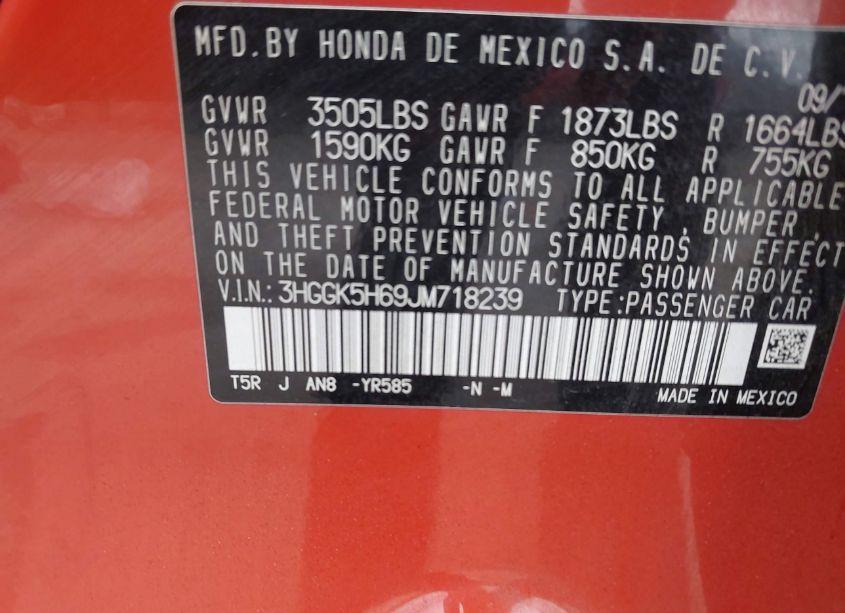 MFD.BY HONDA DE MEXICO S.A. DE C.V.
09/
GVWR 3505LBS GAWR F 1873LBS R 1664LBS
GVWR 1590KG GAWR F 850KG R 755KG
THIS VEHICLE CONFORMS TO ALL APPLICABLE
FEDERAL MOTOR VEHICLE SAFETY, BUMPER,
AND THEFT PREVENTION STANDARDS IN EFFECT
ON THE DATE OF MANUFACTURE SHOWN ABOVE.
V.I.N.: 3HGGK5H69JM718239 TYPE:PASSENGER CAR
T5R J AN8 -YR585 -N -M
MADE IN MEXICO